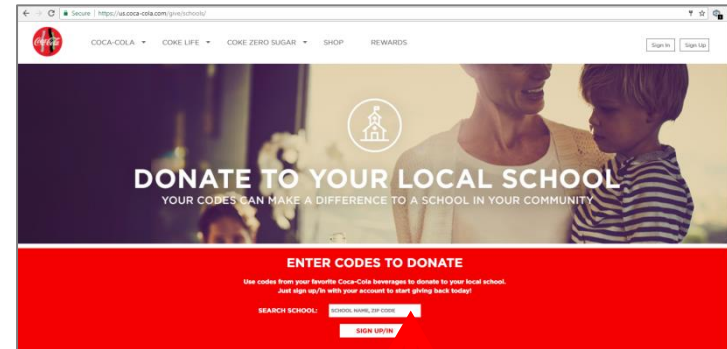 Secure | https://us.coca-cola.com/give/schools/
Coca-Cola
COCA-COLA COKE LIFE COKE ZERO SUGAR SHOP REWARDS
Sign In Sign Up
DONATE TO YOUR LOCAL SCHOOL
YOUR CODES CAN MAKE A DIFFERENCE TO A SCHOOL IN YOUR COMMUNITY
ENTER CODES TO DONATE
Use codes from your favorite Coca-Cola beverages to donate to your local school.
Just sign up/in with your account to start giving back today!
SEARCH SCHOOL: SCHOOL NAME, ZIP CODE
SIGN UP/IN